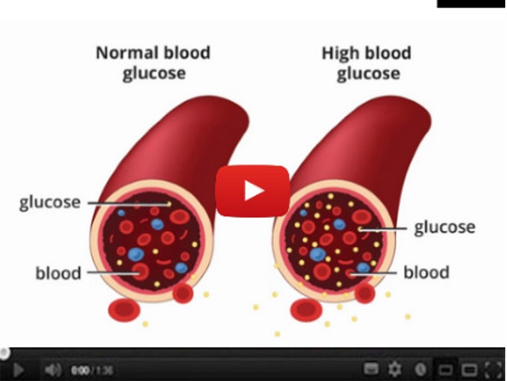 Normal blood
glucose
High blood
glucose
glucose
blood
glucose
blood
0:00 / 1:36